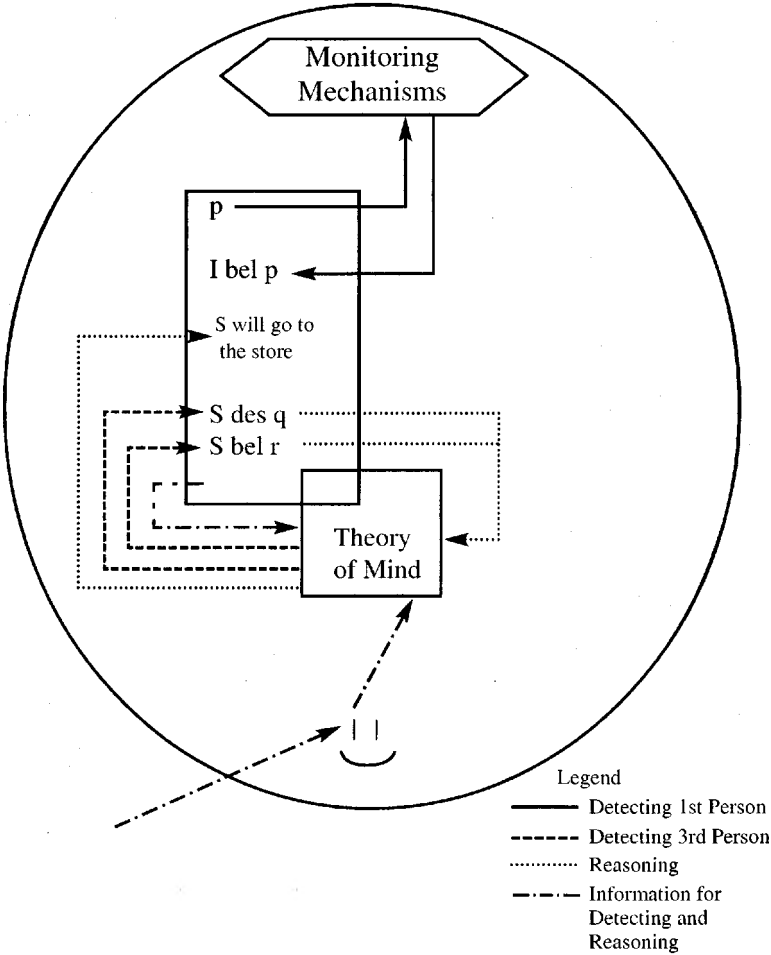 Monitoring
Mechanisms
p
I bel p
S will go to
the store
S des q
S bel r
Theory
of Mind
Legend
Detecting 1st Person
Detecting 3rd Person
Reasoning
Information for
Detecting and
Reasoning